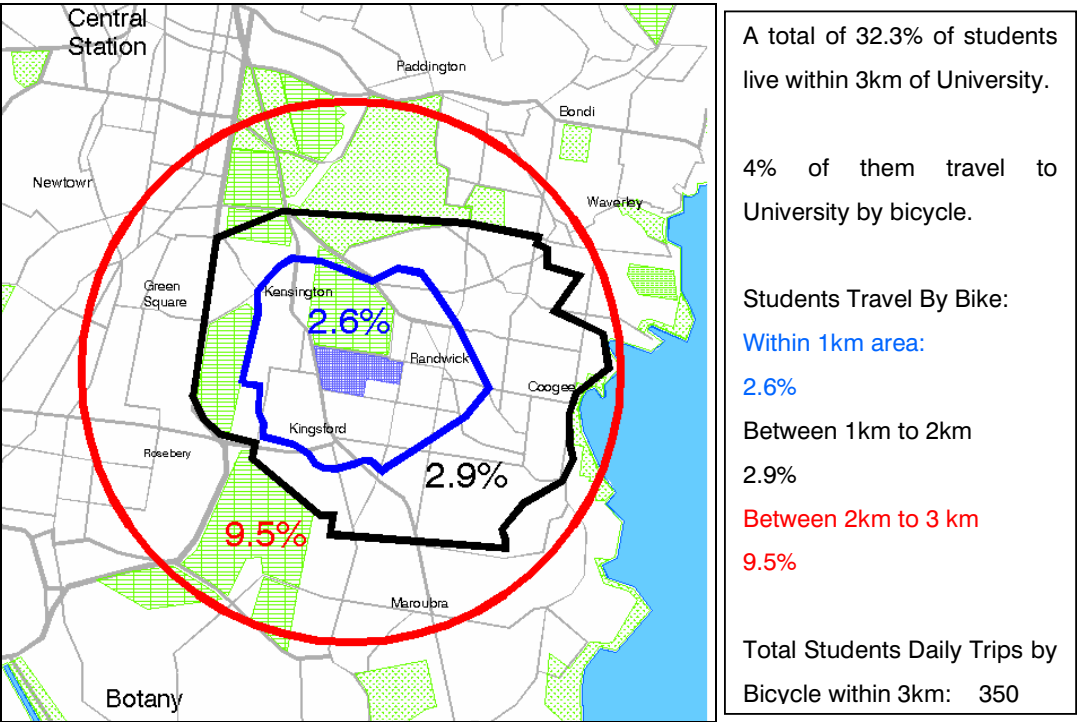 Central
Station
Paddington
Bondi
Newtown
Waverley
Green
Square
Kensington
2.6%
Randwick
Coogee
Kingsford
Rosebery
2.9%
9.5%
Maroubra
Botany
A total of 32.3% of students
live within 3km of University.
4% of them travel to
University by bicycle.
Students Travel By Bike:
Within 1km area:
2.6%
Between 1km to 2km
2.9%
Between 2km to 3 km
9.5%
Total Students Daily Trips by
Bicycle within 3km: 350